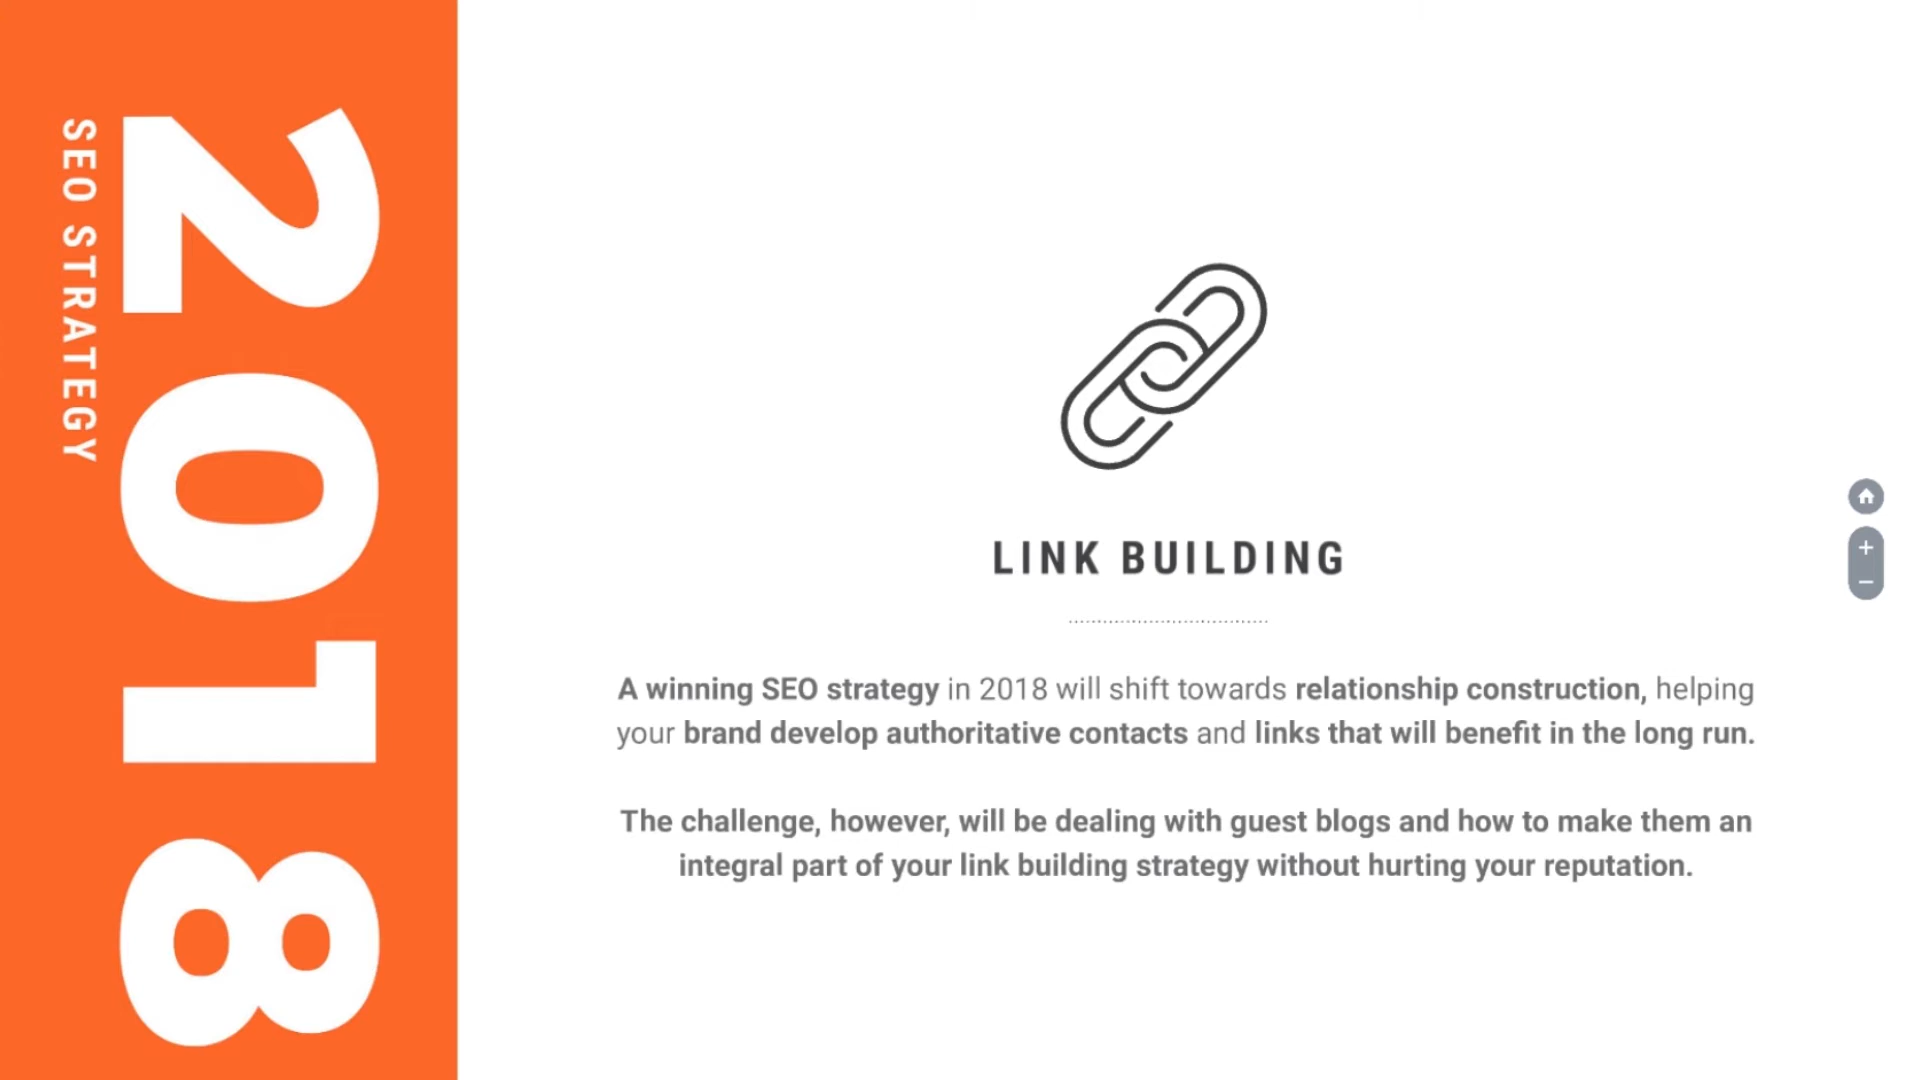 2018
SEO STRATEGY
LINK BUILDING
A winning SEO strategy in 2018 will shift towards relationship construction, helping
your brand develop authoritative contacts and links that will benefit in the long run.
The challenge, however, will be dealing with guest blogs and how to make them an
integral part of your link building strategy without hurting your reputation.